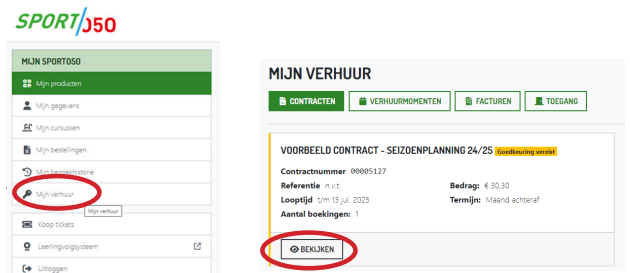 SPORT050
MIJN SPORT050
Mijn producten
Mijn gegevens
Mijn cursussen
Mijn bestellingen
Mijn bezoekhistorie
Mijn verhuur
Mijn verhuur
Koop tickets
Leerlingvolgsysteem
Uitloggen
MIJN VERHUUR
CONTRACTEN VERHUURMOMENTEN FACTUREN TOEGANG
VOORBEELD CONTRACT - SEIZOENPLANNING 24/25 Goedkeuring vereist
Contractnummer 00005127
Referentie n.v.t. Bedrag: € 30,30
Looptijd t/m 13 jul. 2025 Termijn: Maand achteraf
Aantal boekingen: 1
BEKIJKEN